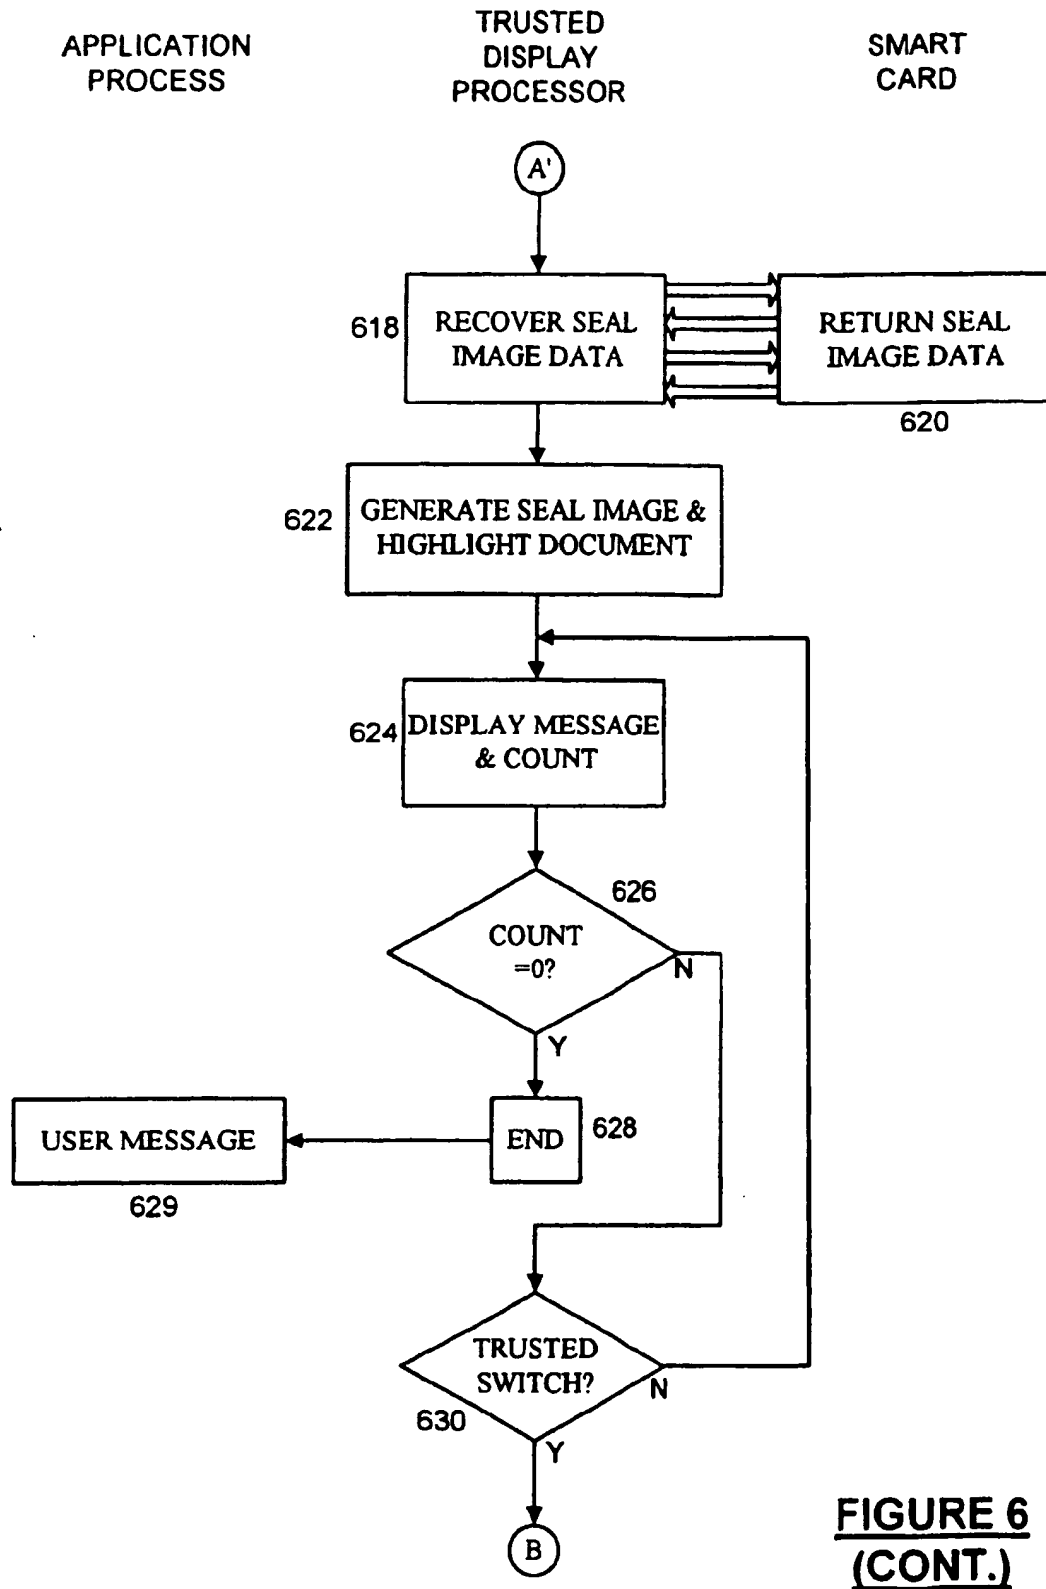 APPLICATION
PROCESS
TRUSTED
DISPLAY
PROCESSOR
SMART
CARD
A'
618
RECOVER SEAL
IMAGE DATA
RETURN SEAL
IMAGE DATA
620
622
GENERATE SEAL IMAGE &
HIGHLIGHT DOCUMENT
624
DISPLAY MESSAGE
& COUNT
626
COUNT
=0?
N
Y
USER MESSAGE
629
END
628
TRUSTED
SWITCH?
N
630
Y
B
FIGURE 6
(CONT.)